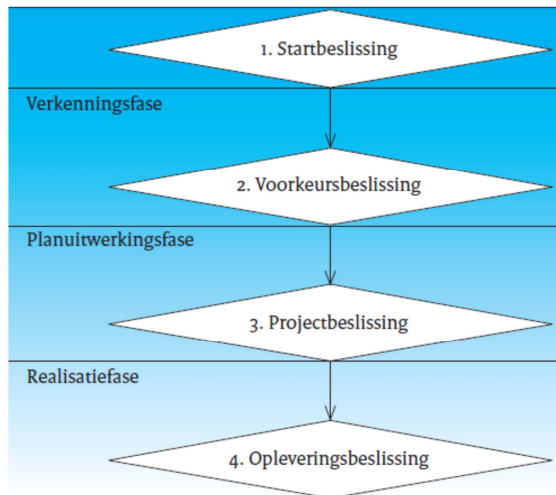 1. Startbeslissing
Verkenningsfase
2. Voorkeursbeslissing
Planuitwerkingsfase
3. Projectbeslissing
Realisatiefase
4. Opleveringsbeslissing